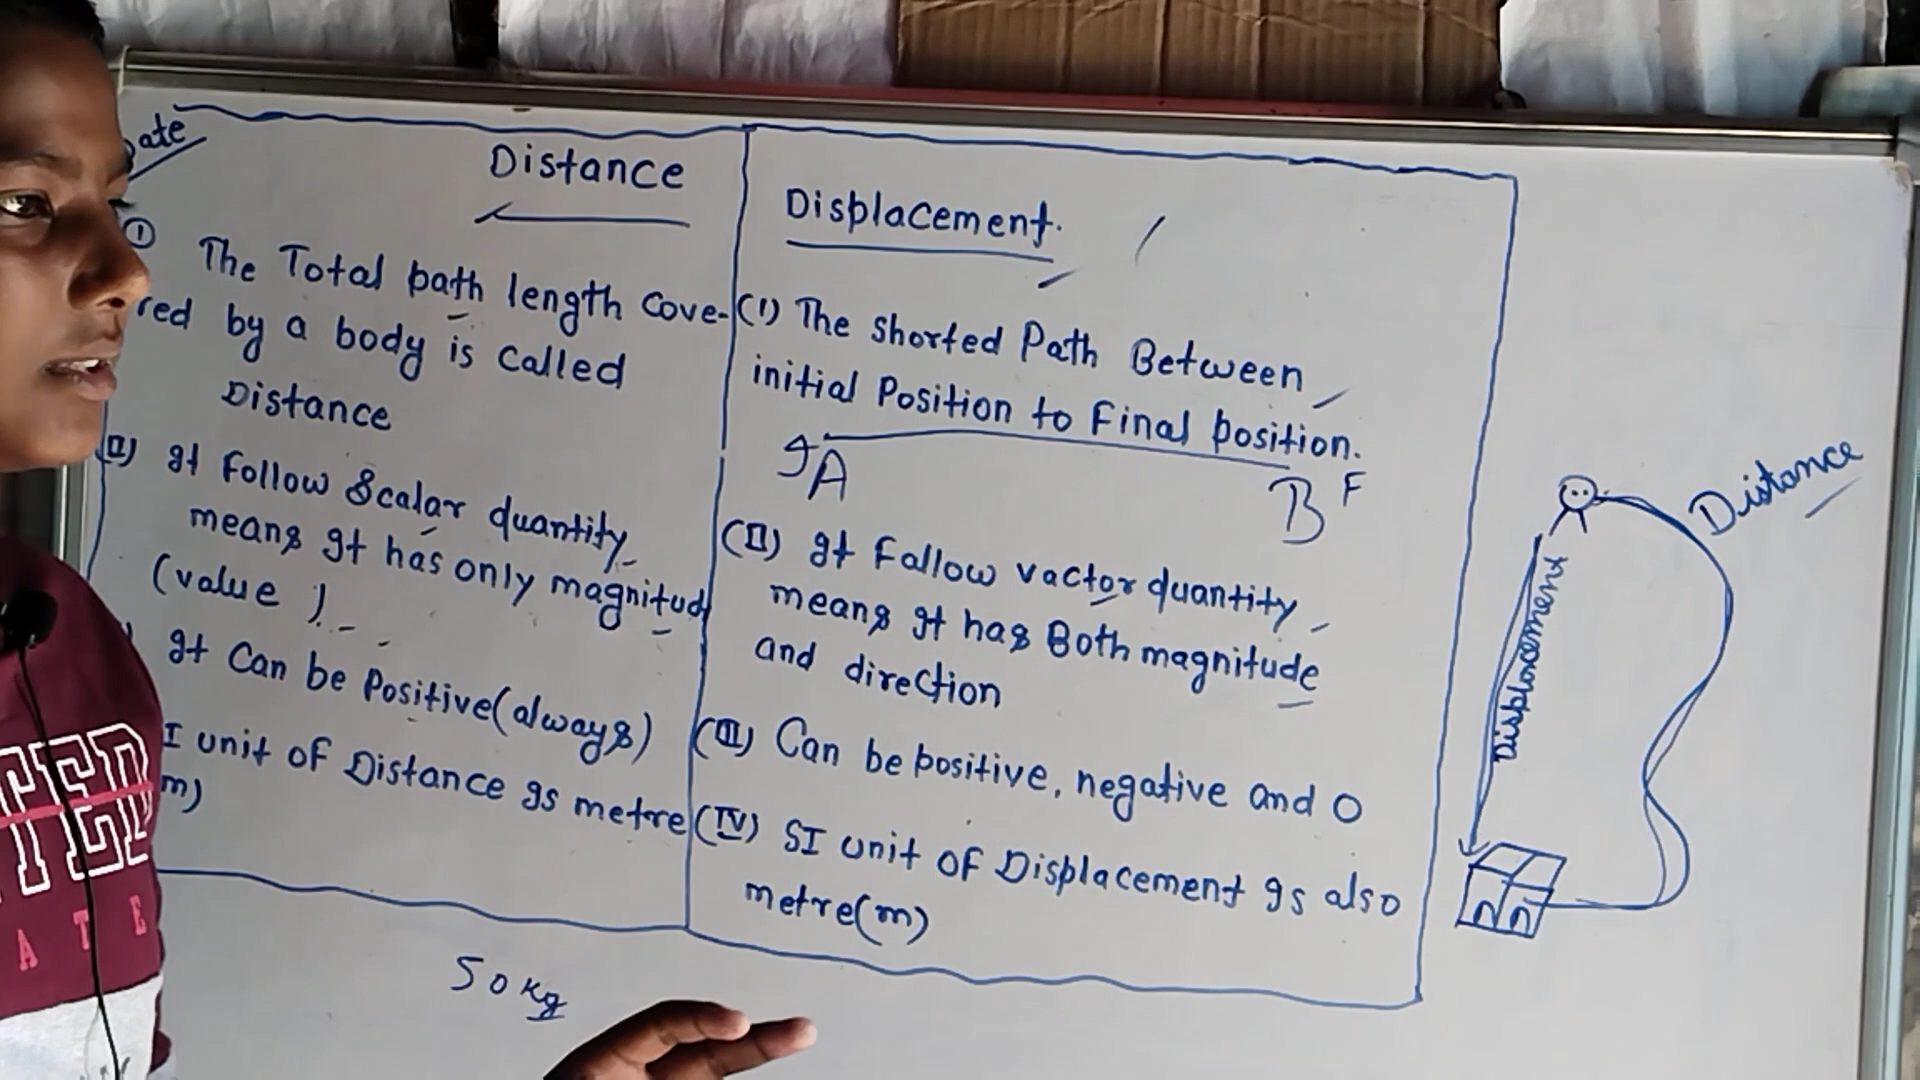 ate
Distance
① The Total path length Cove-
red by a body is Called
Distance
(II) It Follow Scalar quantity
means It has only magnitud
(value)
It Can be Positive(always)
I unit of Distance Is metre
m)
50 kg
Displacement.
(1) The shorted Path Between
initial Position to Final position.
I A
B F
(II) It Fallow vactor quantity
means It has Both magnitude
and direction
(III) Can be positive, negative and 0
(IV) SI unit of Displacement Is also
metre(m)
Distance
Displacement
TED
ATE